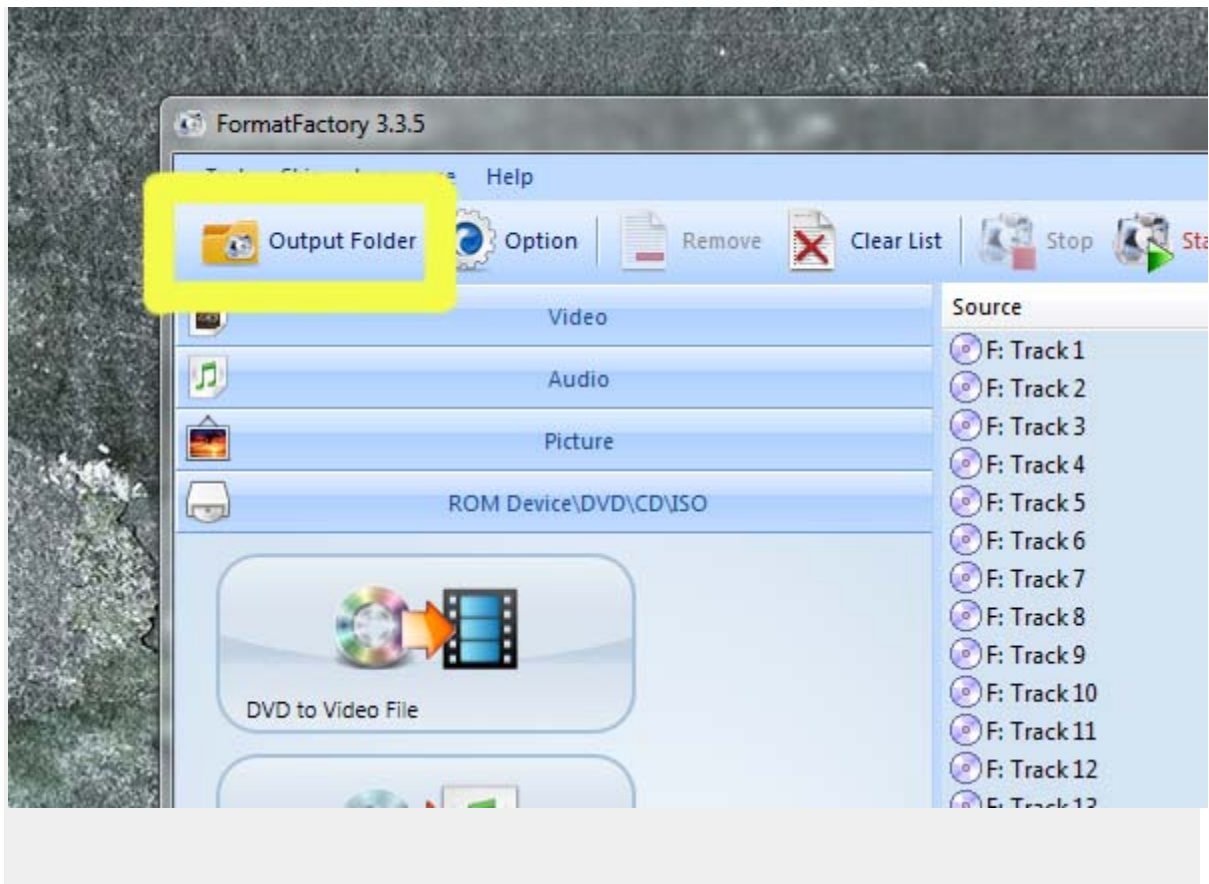 FormatFactory 3.3.5
Help
Output Folder Option Remove Clear List Stop
Video
Audio
Picture
ROM Device\DVD\CD\ISO
DVD to Video File
Source
F: Track 1
F: Track 2
F: Track 3
F: Track 4
F: Track 5
F: Track 6
F: Track 7
F: Track 8
F: Track 9
F: Track 10
F: Track 11
F: Track 12
F: Track 13